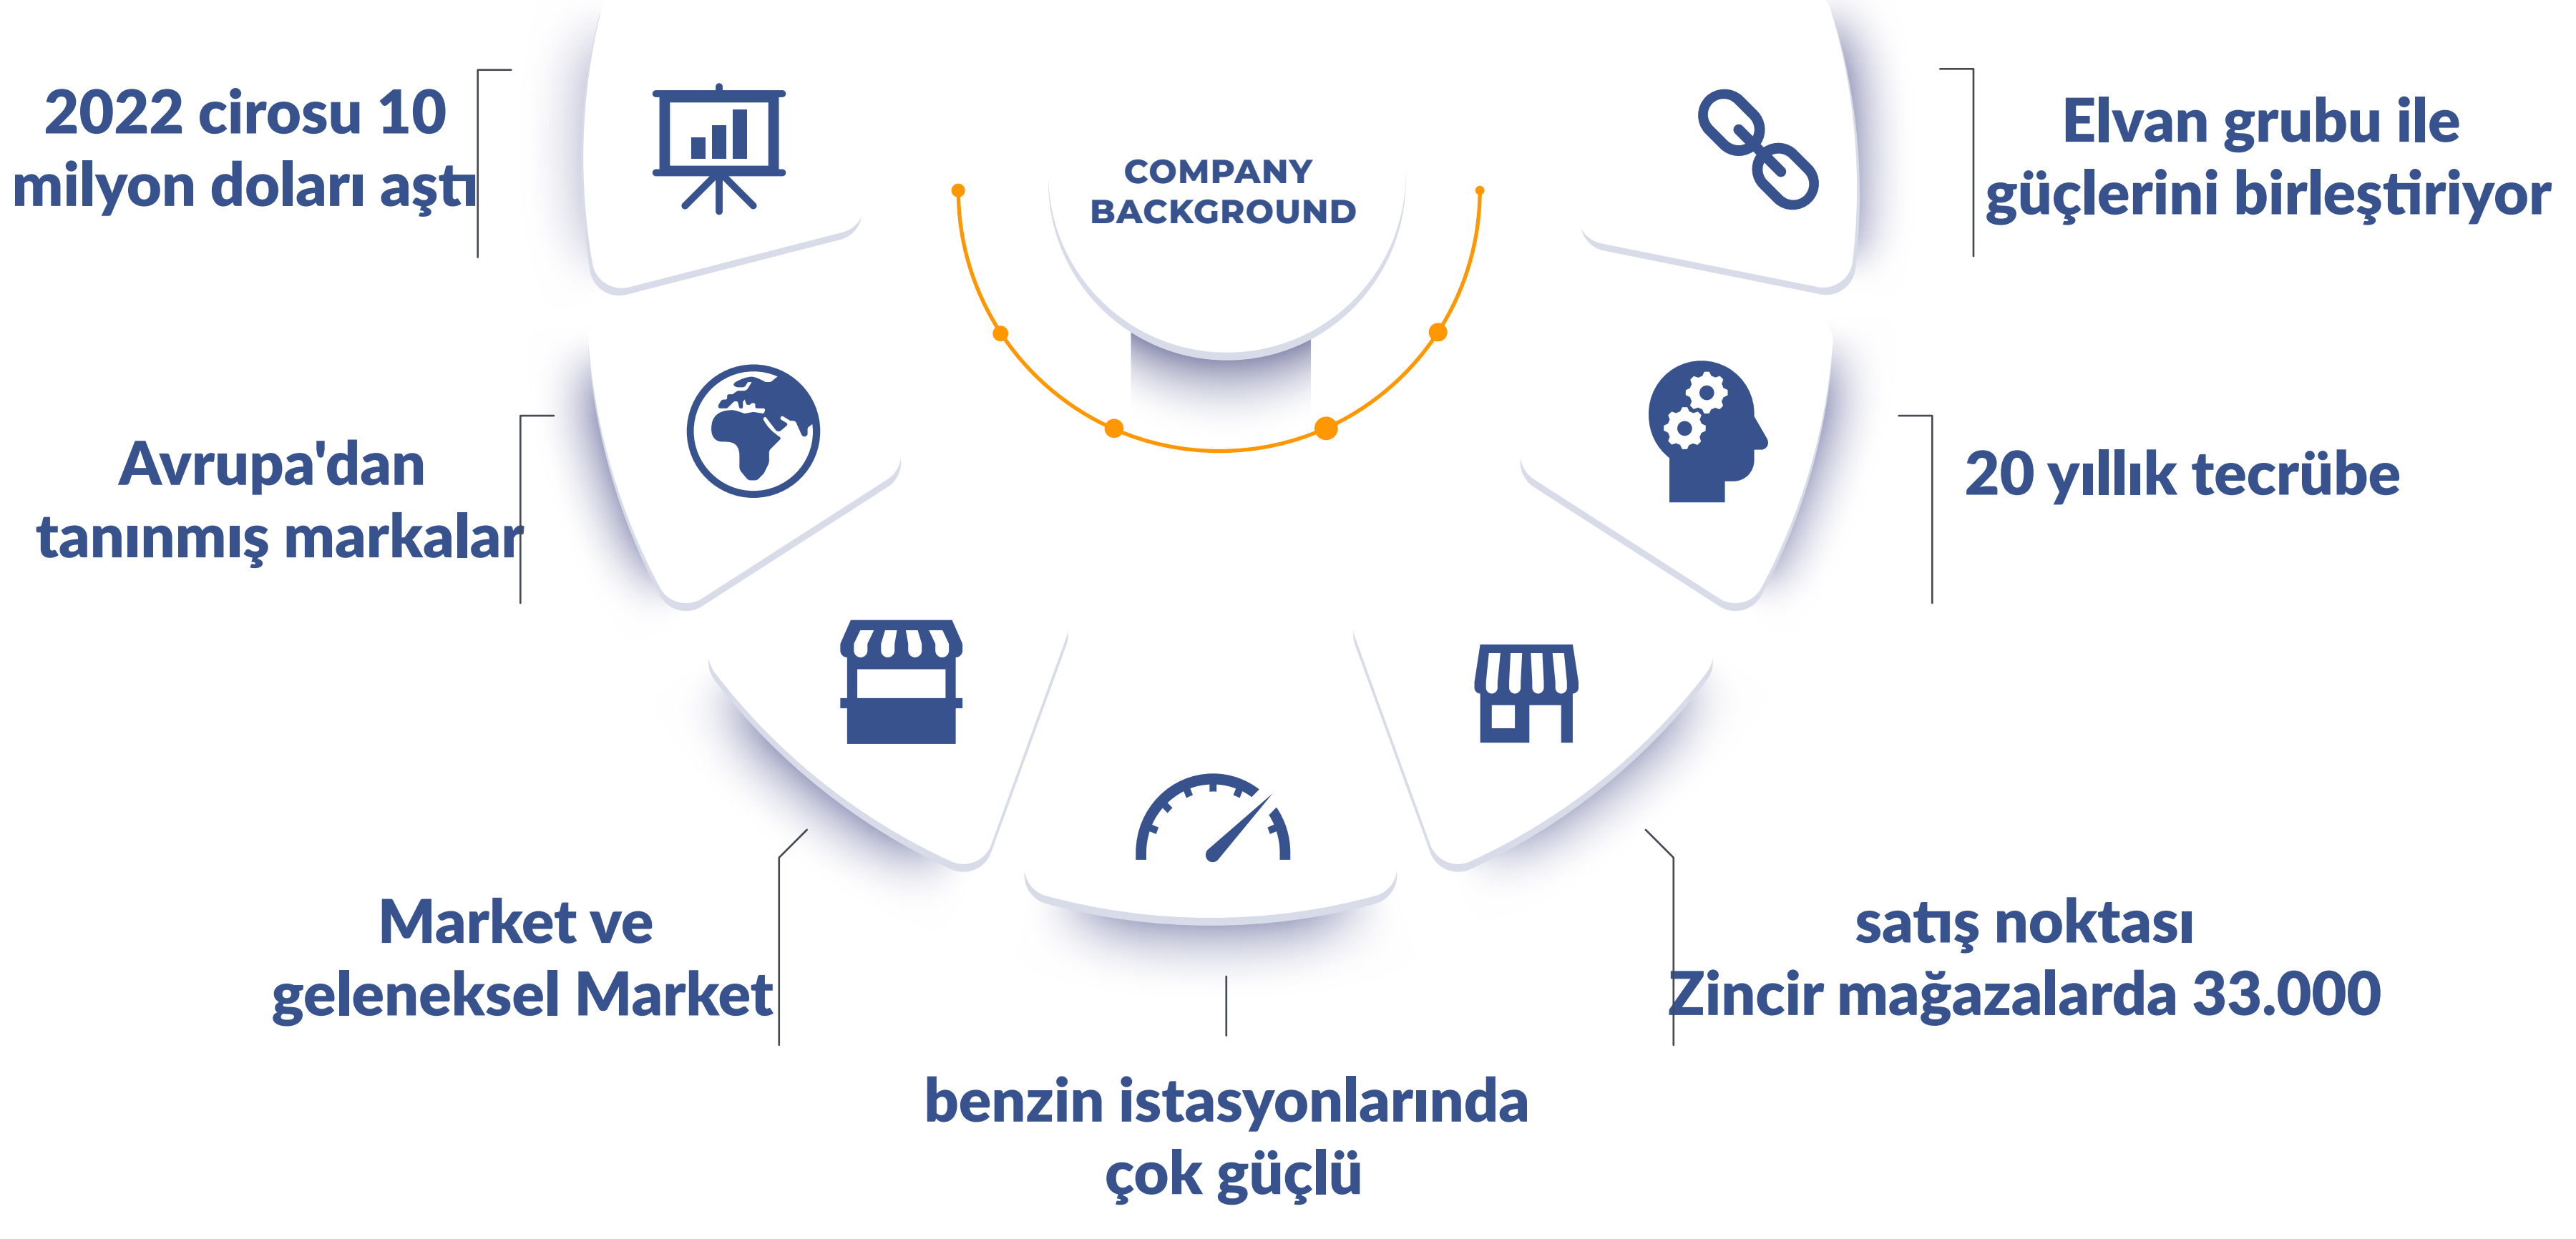 2022 cirosu 10
milyon doları aştı
COMPANY
BACKGROUND
Elvan grubu ile
güçlerini birleştiriyor
Avrupa'dan
tanınmış markalar
20 yıllık tecrübe
Market ve
geleneksel Market
satış noktası
Zincir mağazalarda 33.000
benzin istasyonlarında
çok güçlü